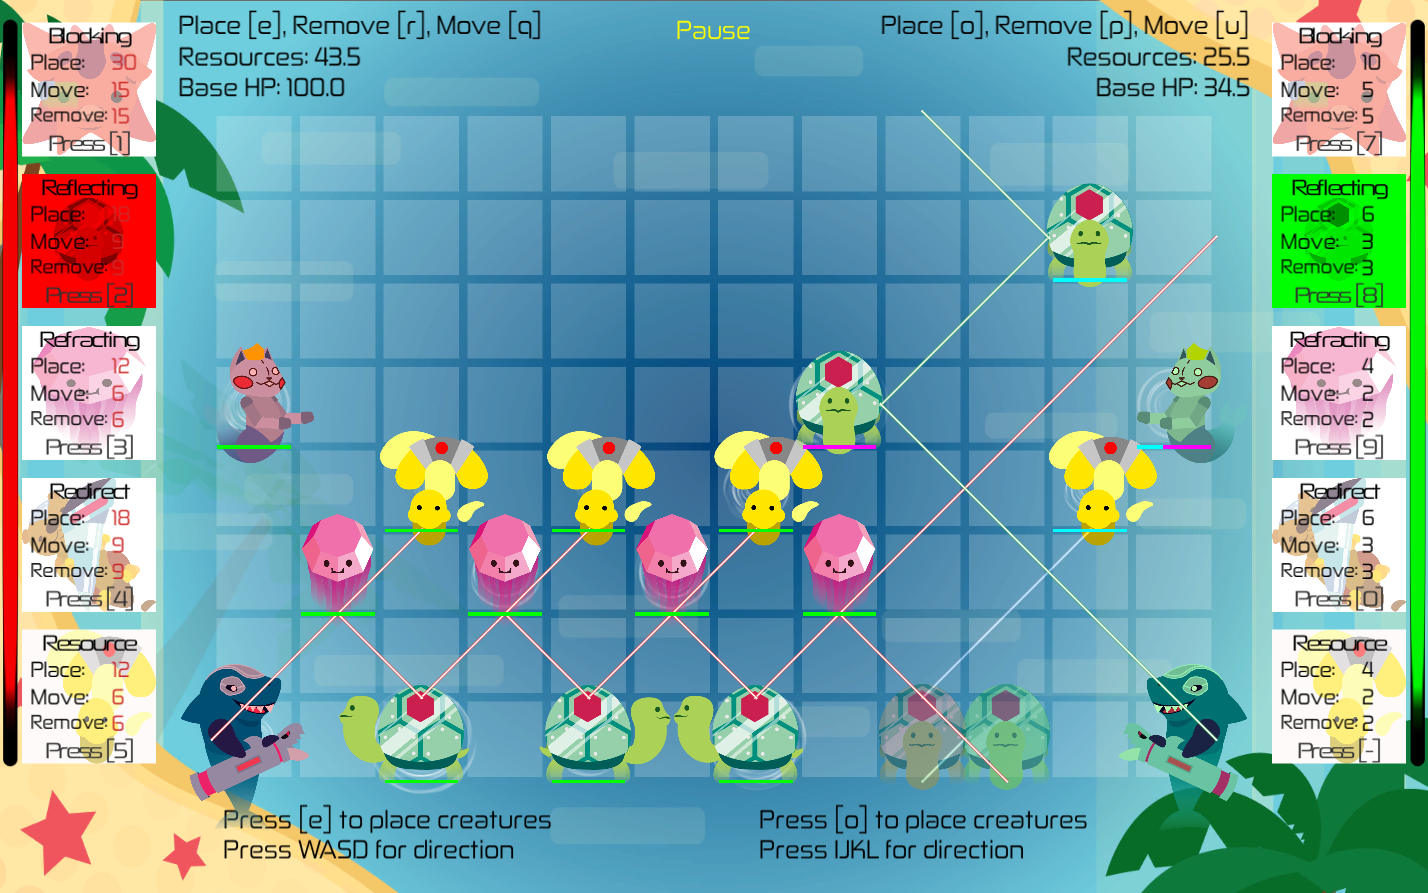 Place [e], Remove [r], Move [q]
Resources: 43.5
Base HP: 100.0
Pause
Place [o], Remove [p], Move [u]
Resources: 25.5
Base HP: 34.5
Blocking
Place: 30
Move: 15
Remove: 15
Press [1]
Reflecting
Place: 18
Move: 9
Remove: 9
Press [2]
Refracting
Place: 12
Move: 6
Remove: 6
Press [3]
Redirect
Place: 18
Move: 9
Remove: 9
Press [4]
Resource
Place: 12
Move: 6
Remove: 6
Press [5]
Blocking
Place: 10
Move: 5
Remove: 5
Press [7]
Reflecting
Place: 6
Move: 3
Remove: 3
Press [8]
Refracting
Place: 4
Move: 2
Remove: 2
Press [9]
Redirect
Place: 6
Move: 3
Remove: 3
Press [0]
Resource
Place: 4
Move: 2
Remove: 2
Press [-]
Press [e] to place creatures
Press WASD for direction
Press [o] to place creatures
Press IJKL for direction